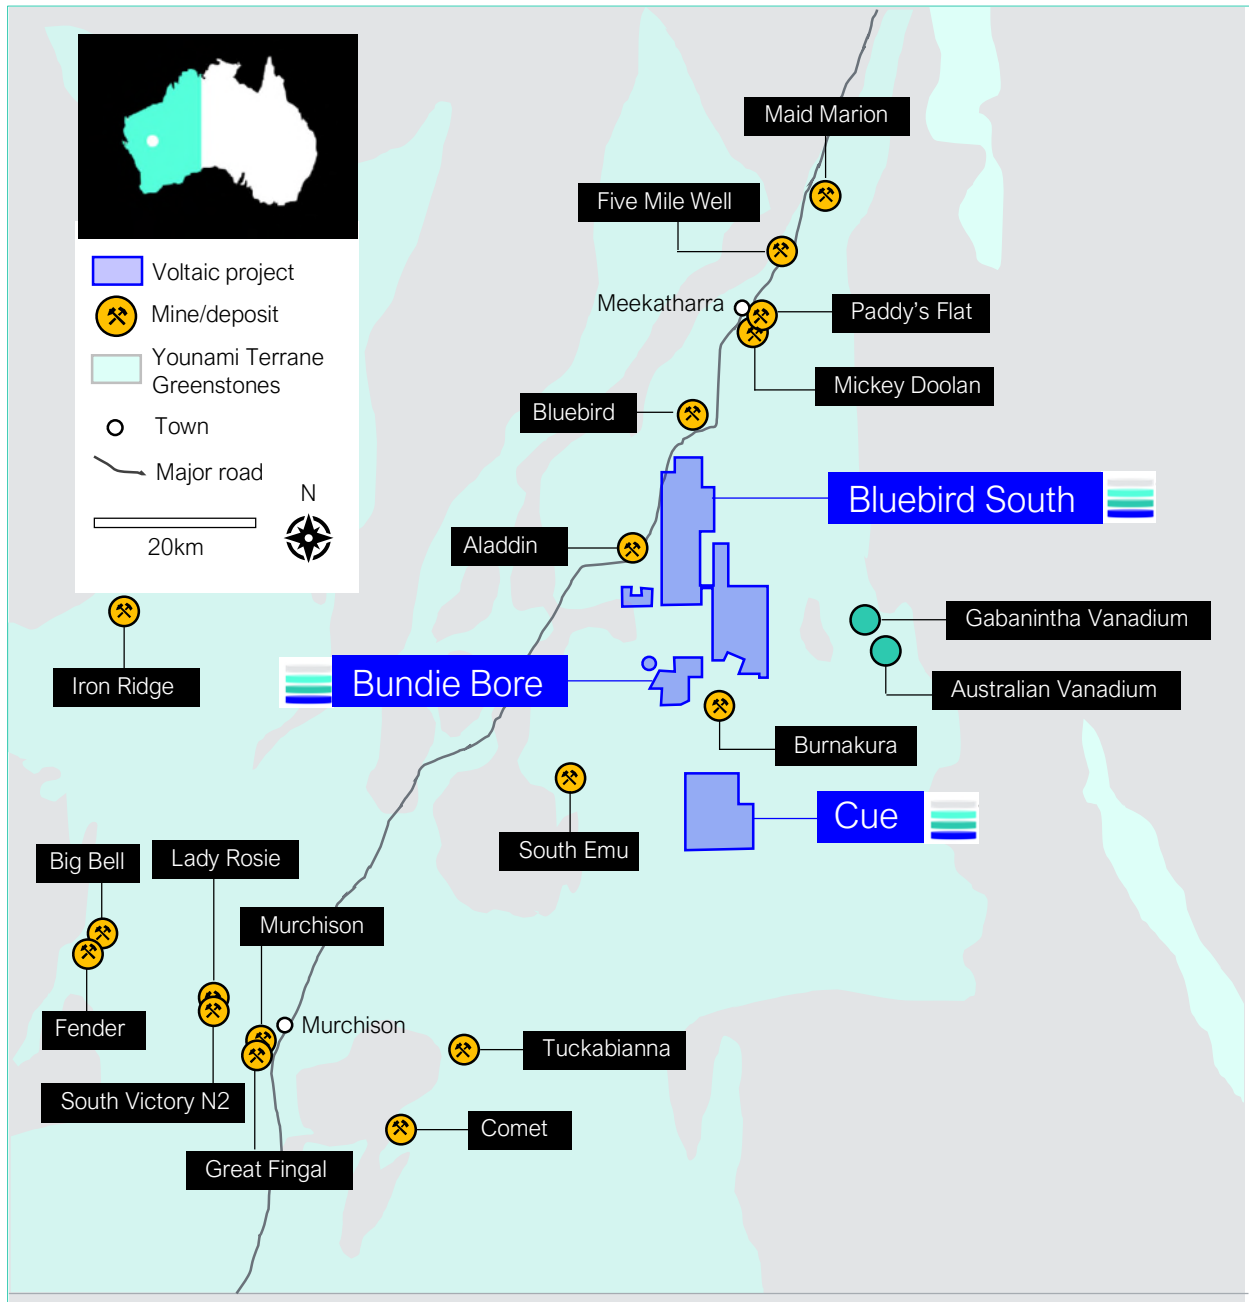 Maid Marion
Five Mile Well
Meekatharra
Paddy's Flat
Mickey Doolan
Bluebird
Voltaic project
Mine/deposit
Younami Terrane
Greenstones
Town
Major road
N
20km
Bluebird South
Aladdin
Gabanintha Vanadium
Iron Ridge
Bundie Bore
Australian Vanadium
Burnakura
Cue
South Emu
Big Bell
Lady Rosie
Murchison
Fender
Murchison
Tuckabianna
South Victory N2
Comet
Great Fingal